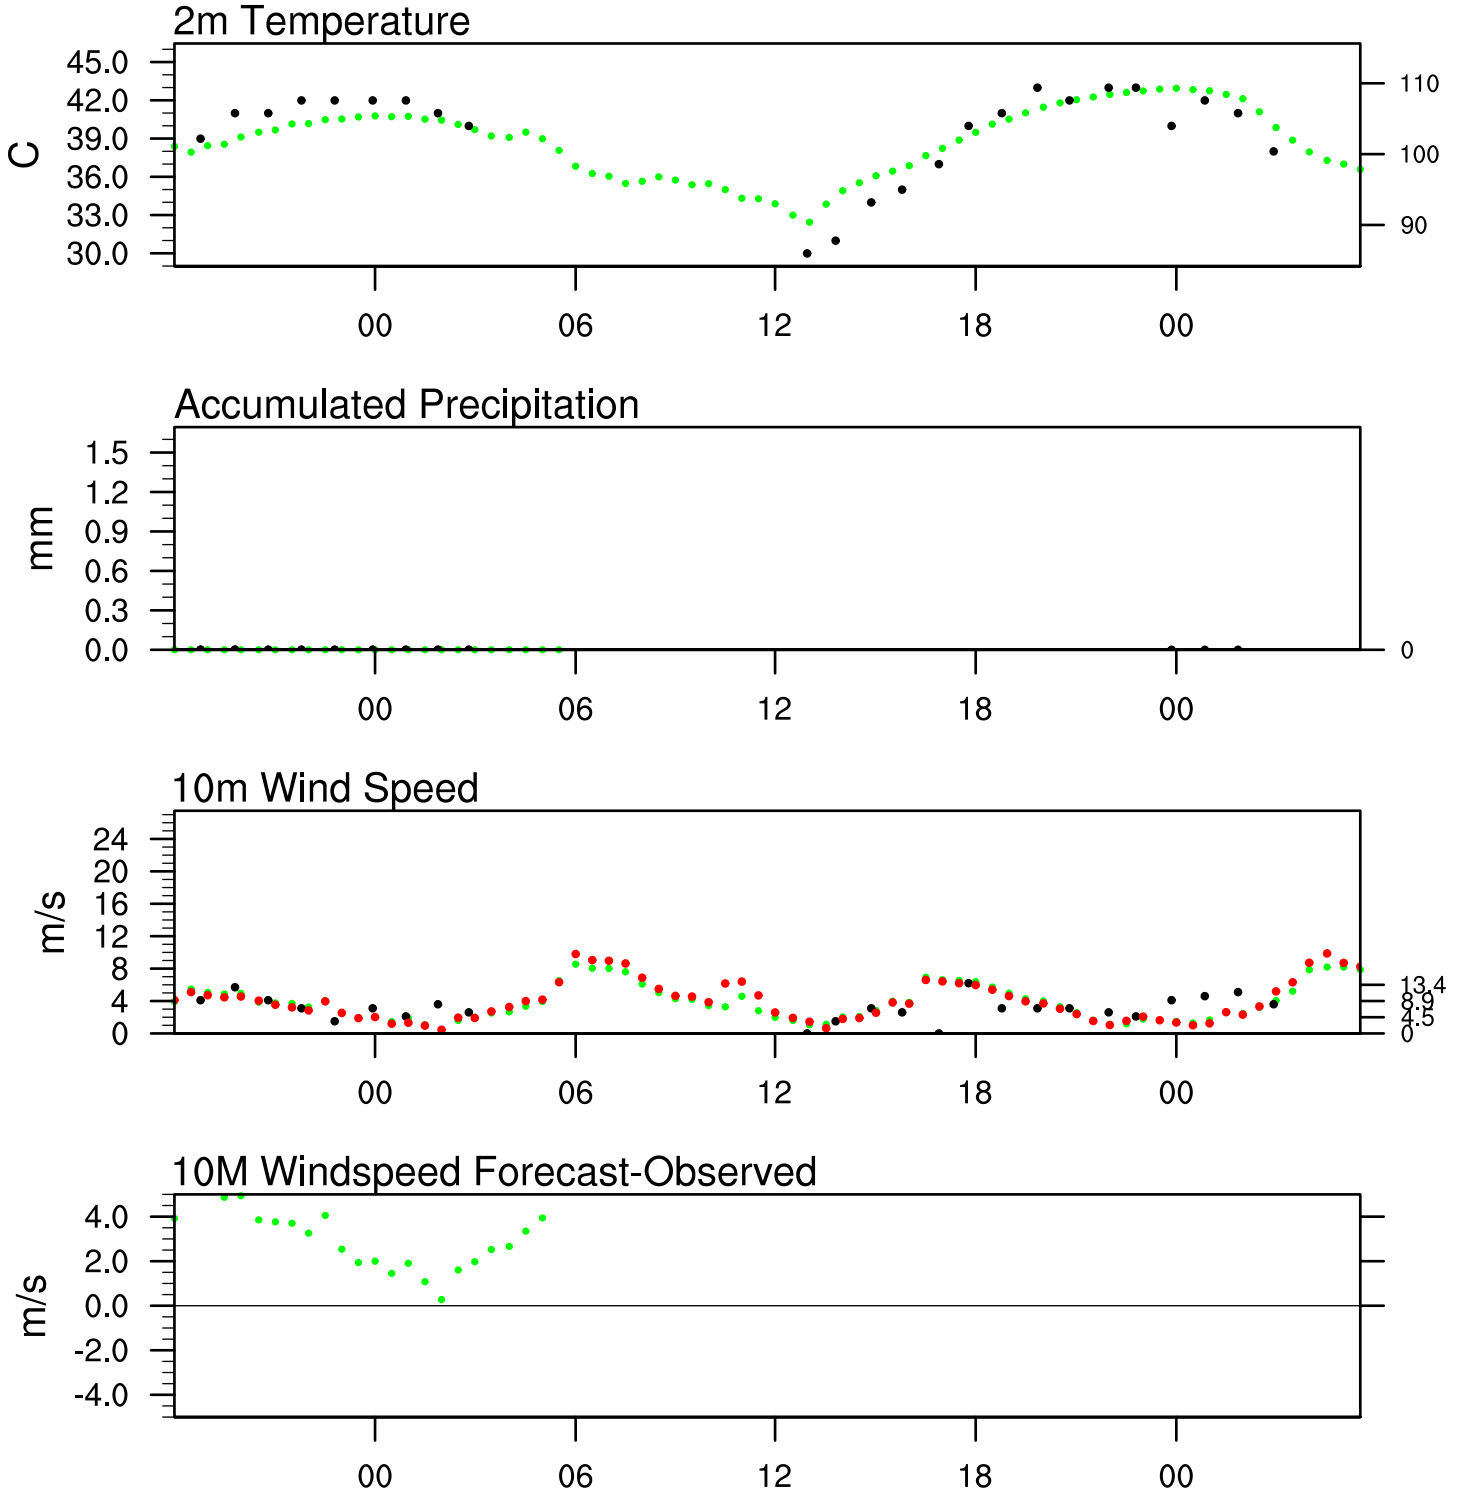 2m Temperature
45.0
42.0
39.0
36.0
33.0
30.0
C
110
100
90
00 06 12 18 00
Accumulated Precipitation
1.5
1.2
0.9
0.6
0.3
0.0
mm
0
00 06 12 18 00
10m Wind Speed
24
20
16
12
8
4
0
m/s
13.4
8.9
4.5
0
00 06 12 18 00
10M Windspeed Forecast-Observed
4.0
2.0
0.0
-2.0
-4.0
m/s
00 06 12 18 00